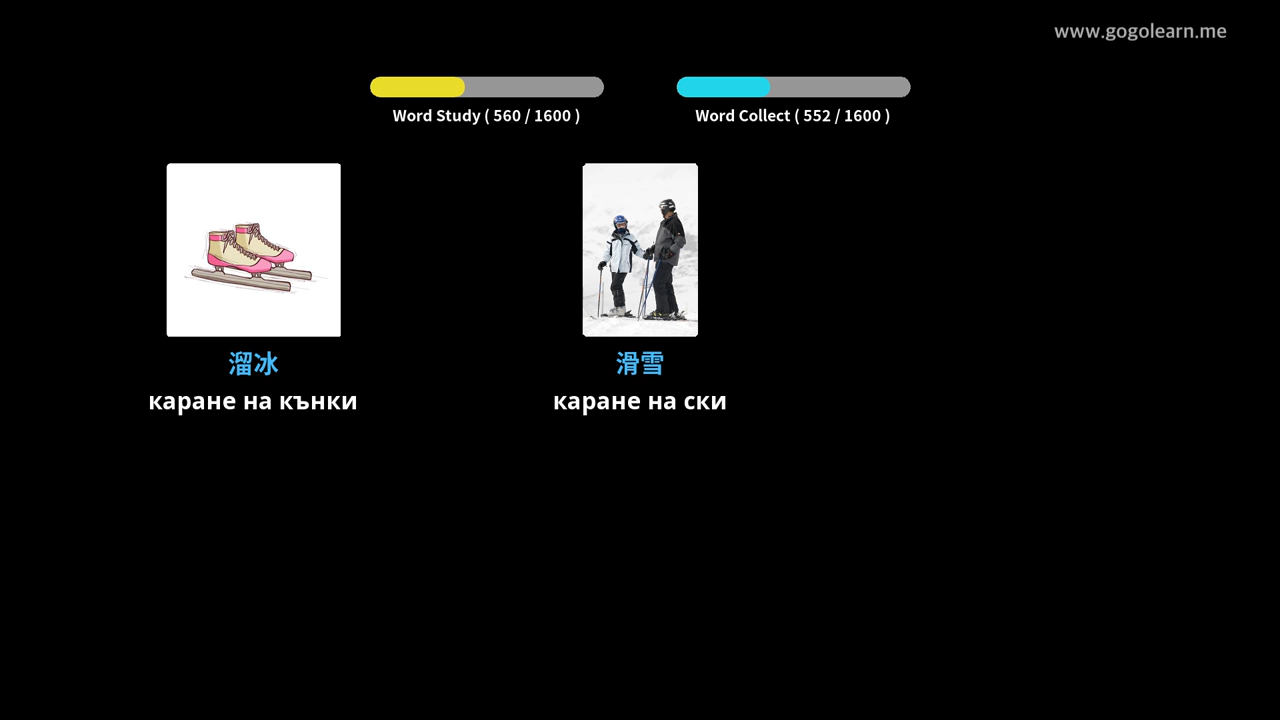 www.gogolearn.me
Word Study ( 560 / 1600 )
Word Collect ( 552 / 1600 )
溜冰
каране на кънки
滑雪
каране на ски